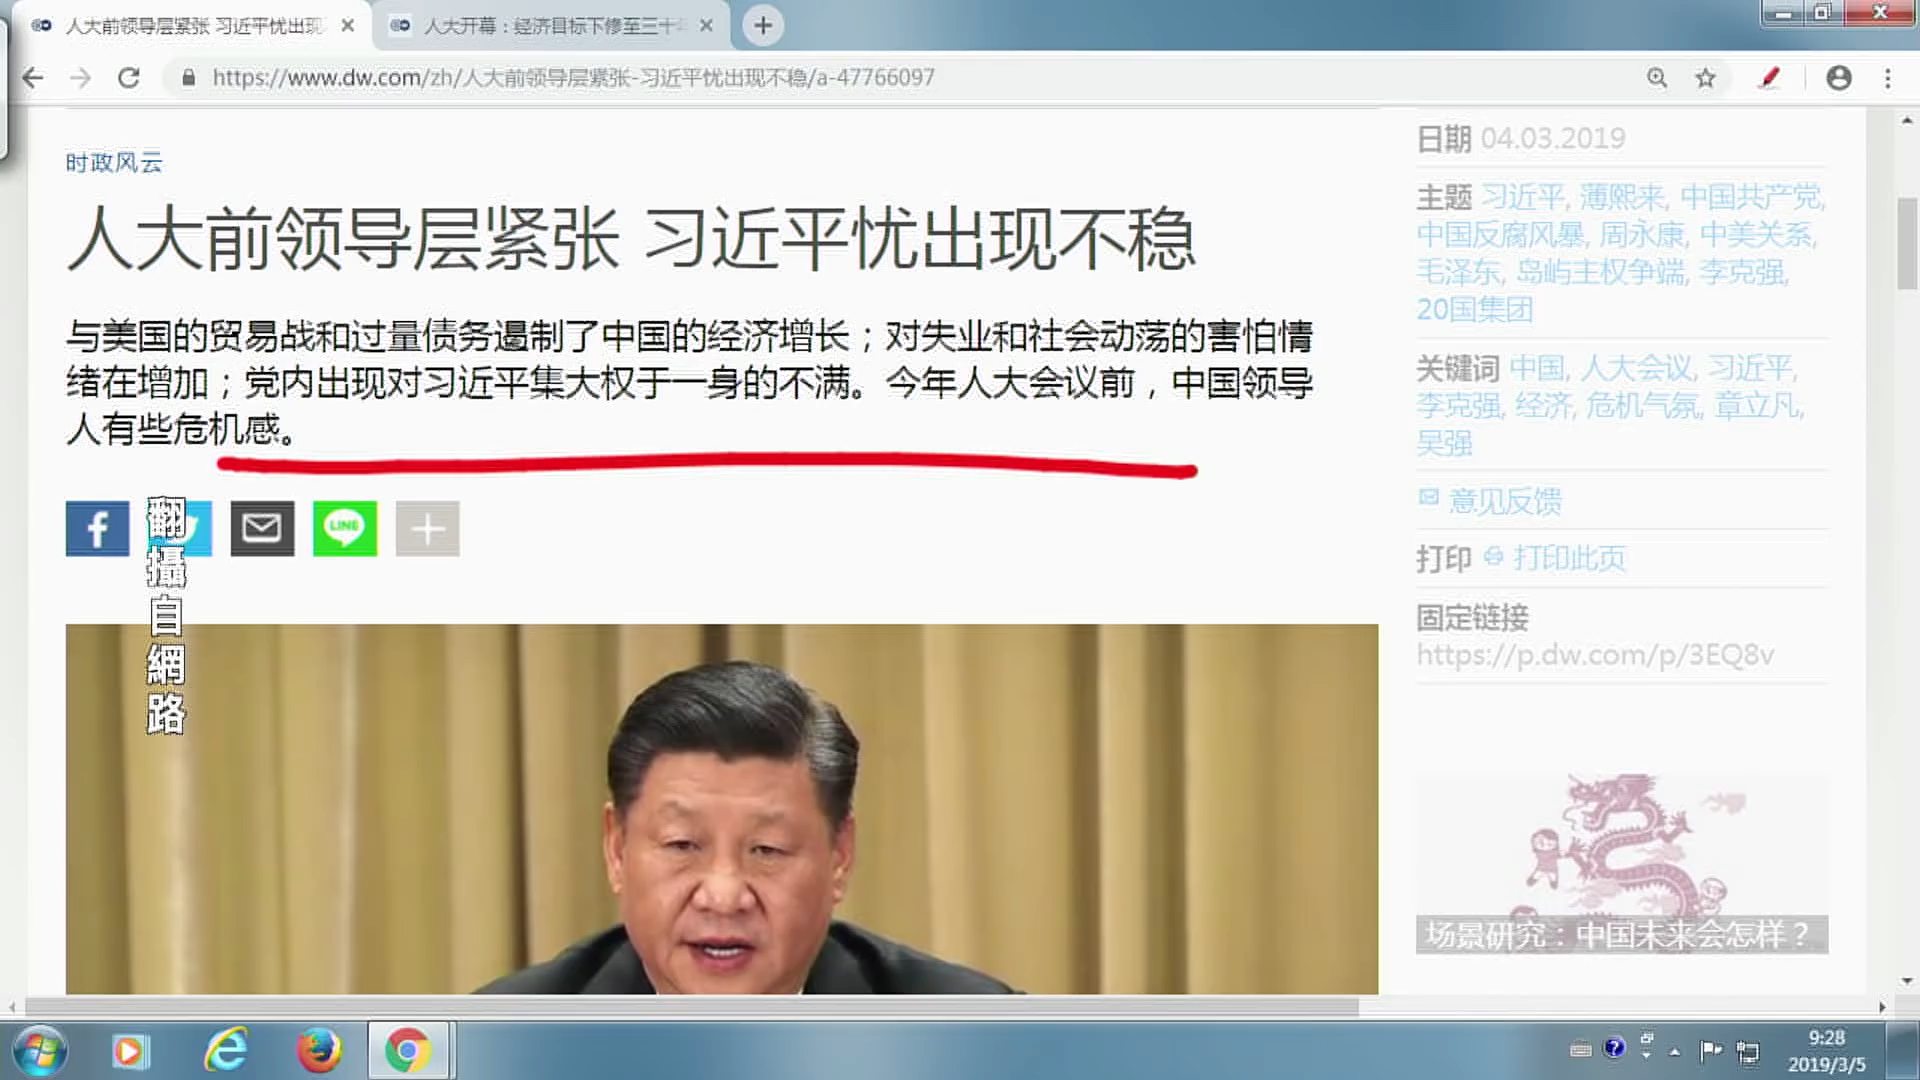 人大前领导层紧张 习近平忧出现
人大开幕：经济目标下修至三十
https://www.dw.com/zh/人大前领导层紧张-习近平忧出现不稳/a-47766097
时政风云
人大前领导层紧张 习近平忧出现不稳
与美国的贸易战和过量债务遏制了中国的经济增长；对失业和社会动荡的害怕情
绪在增加；党内出现对习近平集大权于一身的不满。今年人大会议前，中国领导
人有些危机感。
LINE
翻攝自網路
日期 04.03.2019
主题 习近平, 薄熙来, 中国共产党,
中国反腐风暴, 周永康, 中美关系,
毛泽东, 岛屿主权争端, 李克强,
20国集团
关键词 中国, 人大会议, 习近平,
李克强, 经济, 危机气氛, 章立凡,
吴强
意见反馈
打印 打印此页
固定链接
https://p.dw.com/p/3EQ8v
场景研究：中国未来会怎样？
9:28
2019/3/5